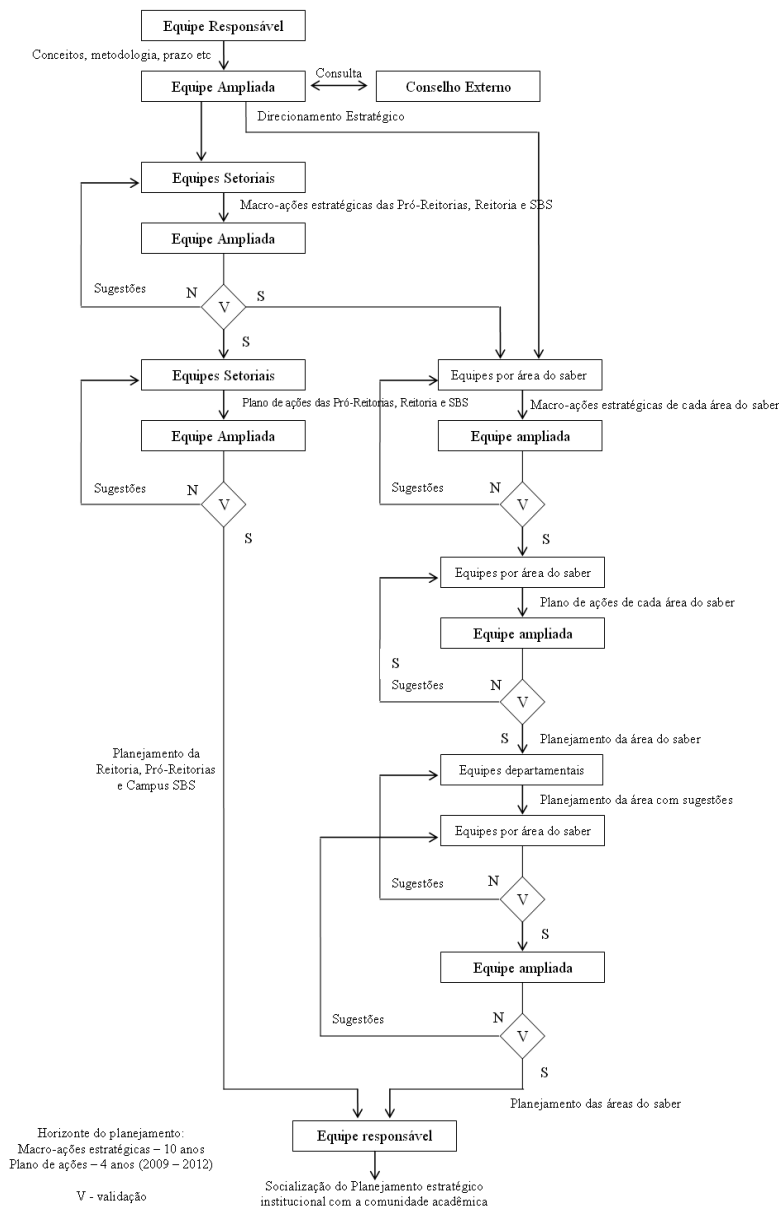 Equipe Responsável
Conceitos, metodologia, prazo etc
Equipe Ampliada
Consulta
Conselho Externo
Direcionamento Estratégico
Equipes Setoriais
Macro-ações estratégicas das Pró-Reitorias, Reitoria e SBS
Equipe Ampliada
Sugestões
N
V
S
S
Equipes Setoriais
Plano de ações das Pró-Reitorias, Reitoria e SBS
Equipe Ampliada
Sugestões
N
V
S
Equipes por área do saber
Macro-ações estratégicas de cada área do saber
Equipe ampliada
Sugestões
N
V
S
Equipes por área do saber
Plano de ações de cada área do saber
Equipe ampliada
S
Sugestões
N
V
S
Planejamento da área do saber
Equipes departamentais
Planejamento da área com sugestões
Equipes por área do saber
Sugestões
N
V
S
Equipe ampliada
Sugestões
N
V
S
Planejamento das áreas do saber
Planejamento da
Reitoria, Pró-Reitorias
e Campus SBS
Equipe responsável
Socialização do Planejamento estratégico
institucional com a comunidade acadêmica
Horizonte do planejamento:
Macro-ações estratégicas – 10 anos
Plano de ações – 4 anos (2009 – 2012)
V - validação